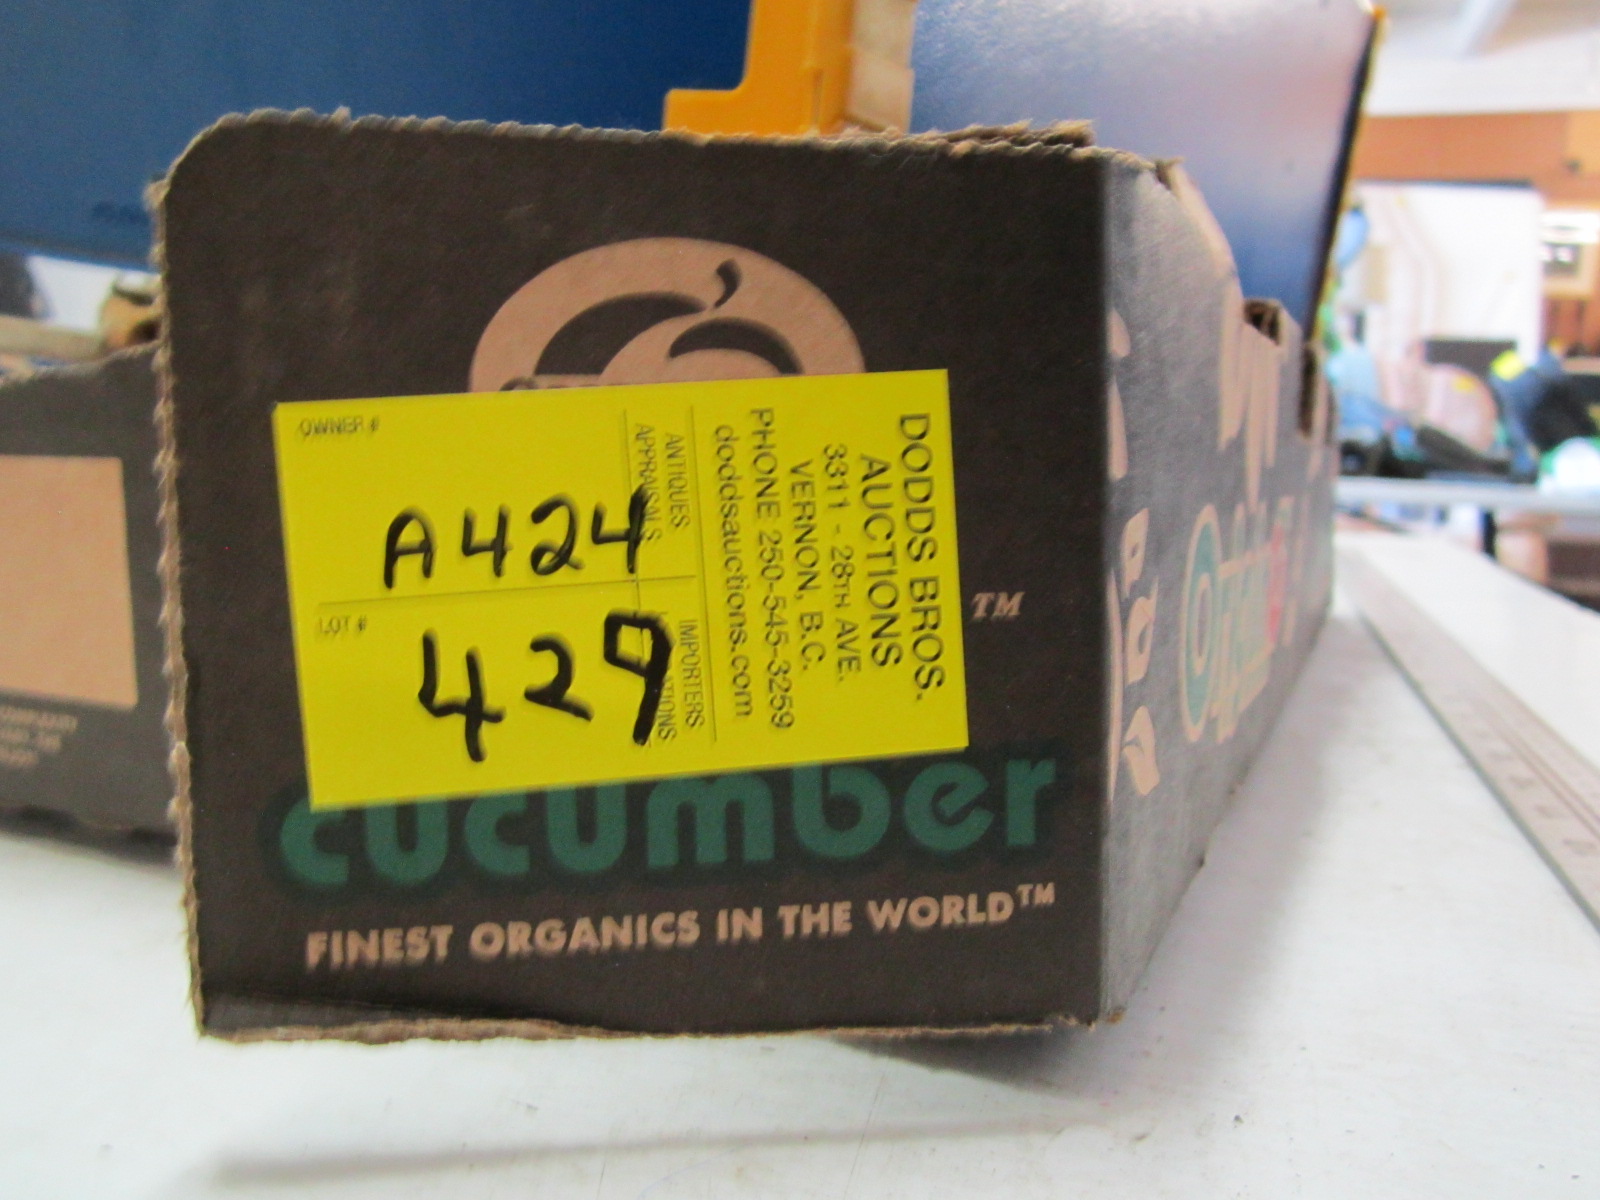 OWNER #
A424
LOT #
429
ANTIQUES
APPRAISALS
IMPORTERS
DODDS BROS.
AUCTIONS
3311 - 28TH AVE.
VERNON, B.C.
PHONE 250-545-3259
doddsauctions.com
TM
cucumber
FINEST ORGANICS IN THE WORLD™